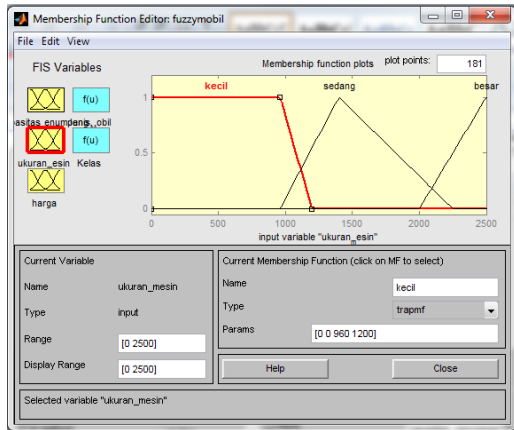 Membership Function Editor: fuzzymobil
File Edit View
FIS Variables
f(u)
asitas_enumpang,
jenis_obil
f(u)
ukuran_esin
Kelas
harga
Membership function plots
plot points:
181
kecil
sedang
besar
1
0.5
0
0
500
1000
1500
2000
2500
input variable "ukuran_mesin"
Current Variable
Name
ukuran_mesin
Type
input
Range
[0 2500]
Display Range
[0 2500]
Current Membership Function (click on MF to select)
Name
kecil
Type
trapmf
Params
[0 0 960 1200]
Help
Close
Selected variable "ukuran_mesin"